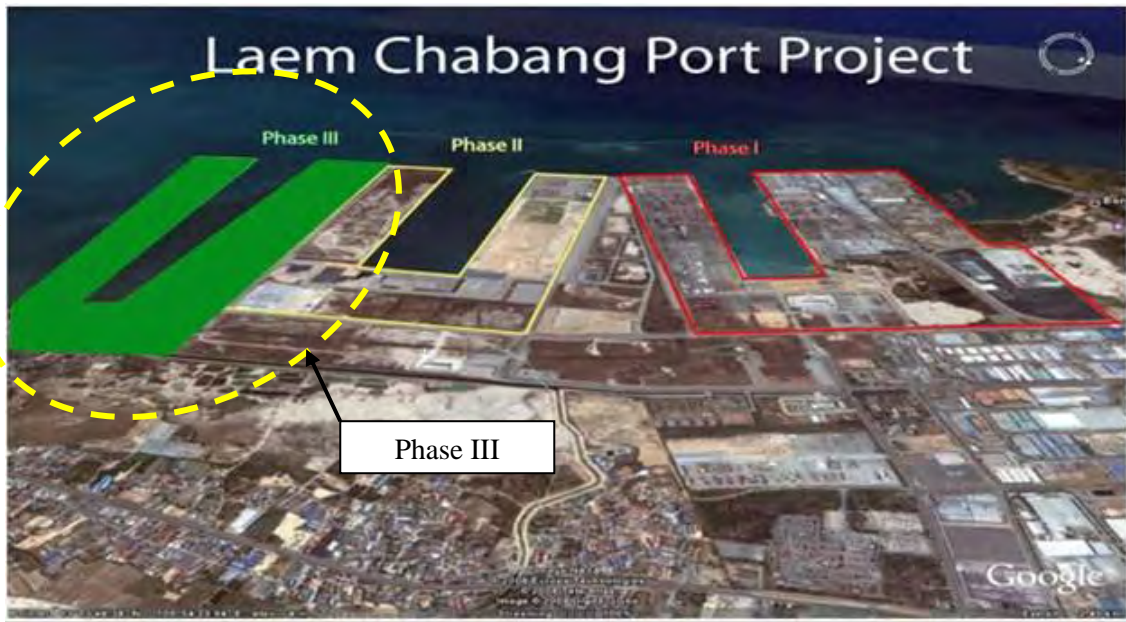 Laem Chabang Port Project
Phase III
Phase II
Phase I
Phase III
Google